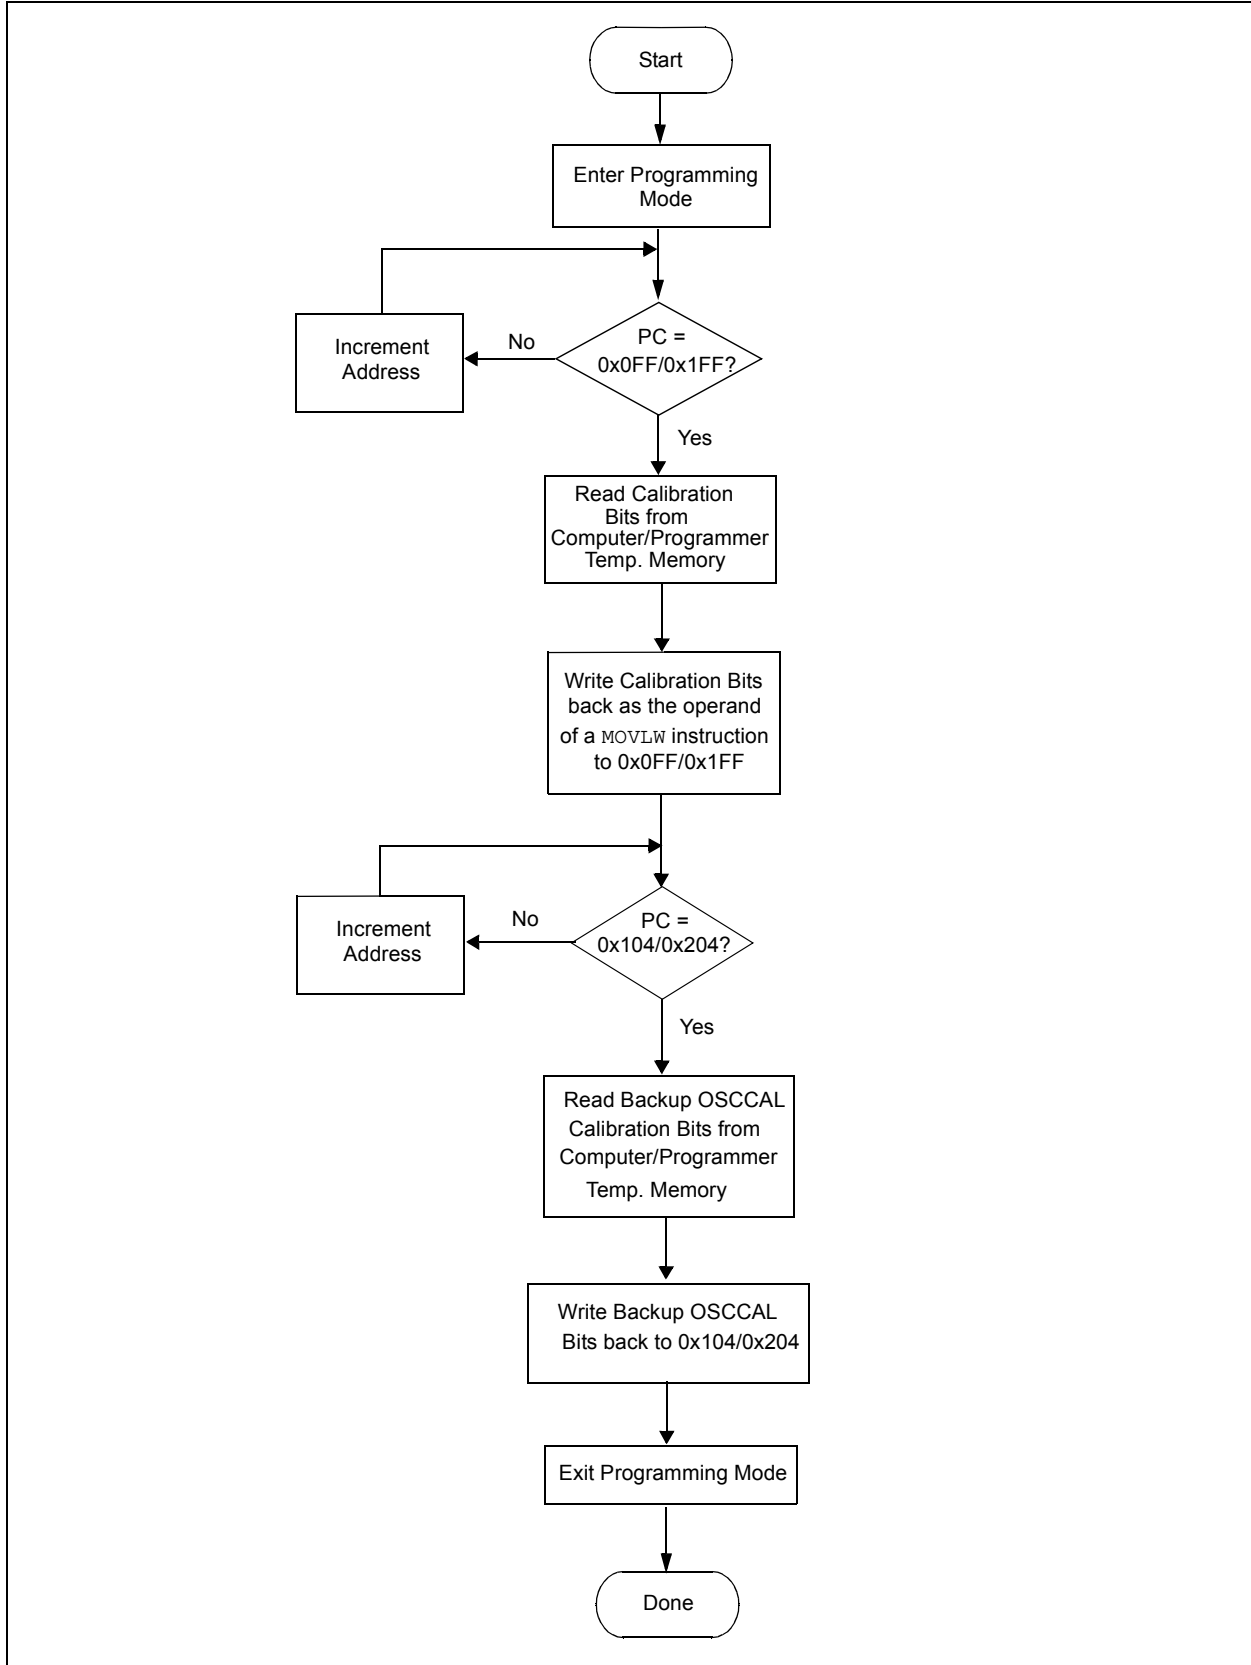 Start
Enter Programming
Mode
PC =
0x0FF/0x1FF?
No
Increment
Address
Yes
Read Calibration
Bits from
Computer/Programmer
Temp. Memory
Write Calibration Bits
back as the operand
of a MOVLW instruction
to 0x0FF/0x1FF
PC =
0x104/0x204?
No
Increment
Address
Yes
Read Backup OSCCAL
Calibration Bits from
Computer/Programmer
Temp. Memory
Write Backup OSCCAL
Bits back to 0x104/0x204
Exit Programming Mode
Done